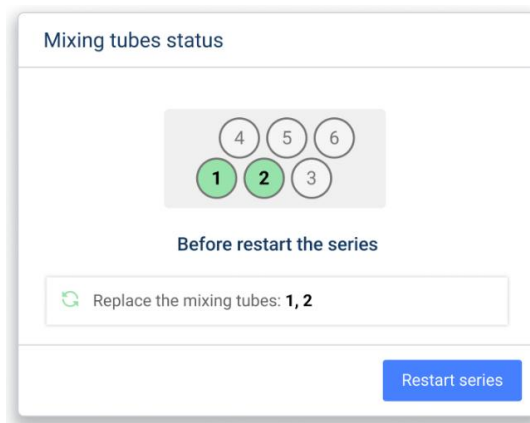 Mixing tubes status
4 5 6
1 2 3
Before restart the series
Replace the mixing tubes: 1, 2
Restart series